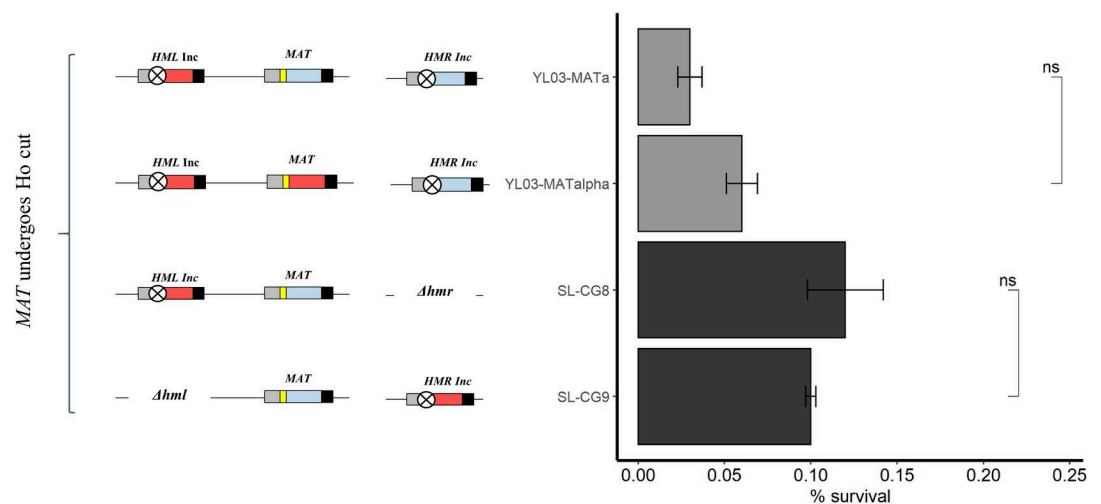 MAT undergoes Ho cut
HML Inc
MAT
HMR Inc
HML Inc
MAT
HMR Inc
HML Inc
MAT
Δhmr
Δhml
MAT
HMR Inc
YL03-MATa
YL03-MATalpha
SL-CG8
SL-CG9
ns
ns
0.00 0.05 0.10 0.15 0.20 0.25
% survival